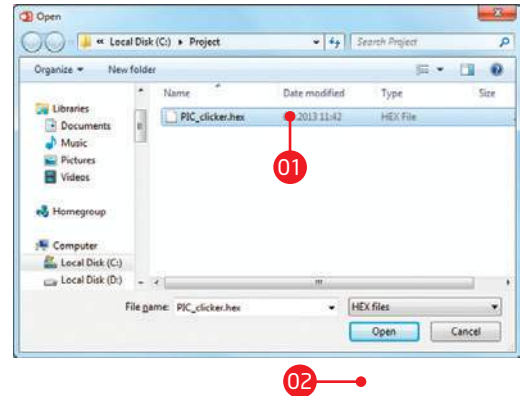 Open
« Local Disk (C:) ▸ Project
Search Project
Organize
New folder
Name
Date modified
Type
Size
Libraries
Documents
Music
Pictures
Videos
Homegroup
Computer
Local Disk (C:)
Local Disk (D:)
PIC_clicker.hex
.2013 11:42
HEX File
01
File name: PIC_clicker.hex
HEX files
Open
Cancel
02